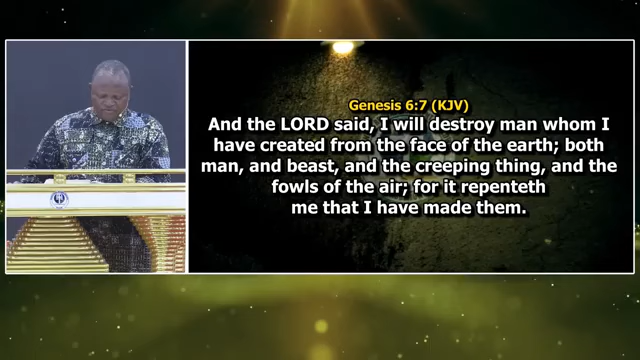 Genesis 6:7 (KJV)
And the LORD said, I will destroy man whom I
have created from the face of the earth; both
man, and beast, and the creeping thing, and the
fowls of the air; for it repenteth
me that I have made them.